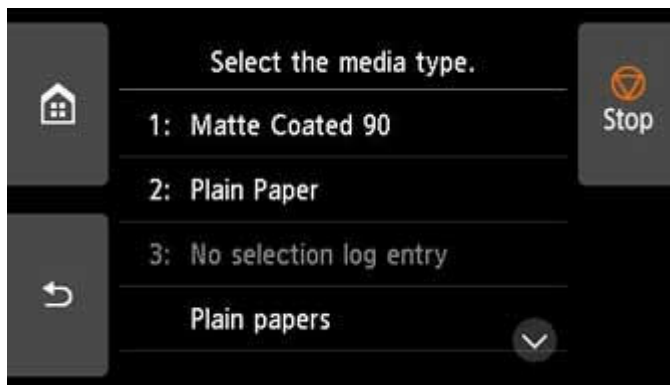 Select the media type.
1: Matte Coated 90
Stop
2: Plain Paper
3: No selection log entry
Plain papers